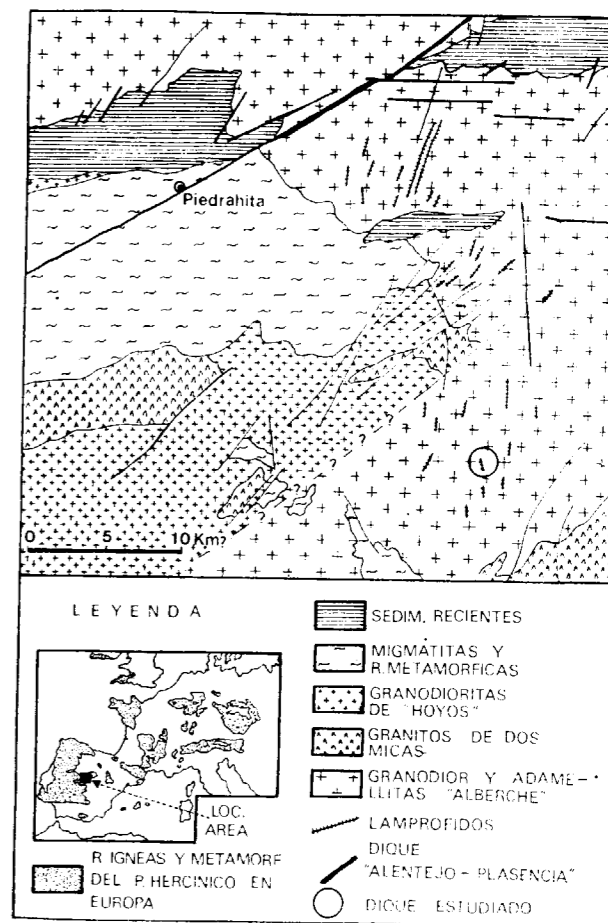 Piedrahita
0 5 10 Km
?
?
?
?
?
LEYENDA
LOC.
AREA
R. IGNEAS Y METAMORF
DEL P. HERCINICO EN
EUROPA
SEDIM. RECIENTES
MIGMATITAS Y
R. METAMORFICAS
GRANODIORITAS
DE "HOYOS"
GRANITOS DE DOS
MICAS
GRANODIOR Y ADAME-
LLITAS "ALBERCHE"
LAMPROFIDOS
DIQUE
"ALENTEJO - PLASENCIA"
DIQUE ESTUDIADO